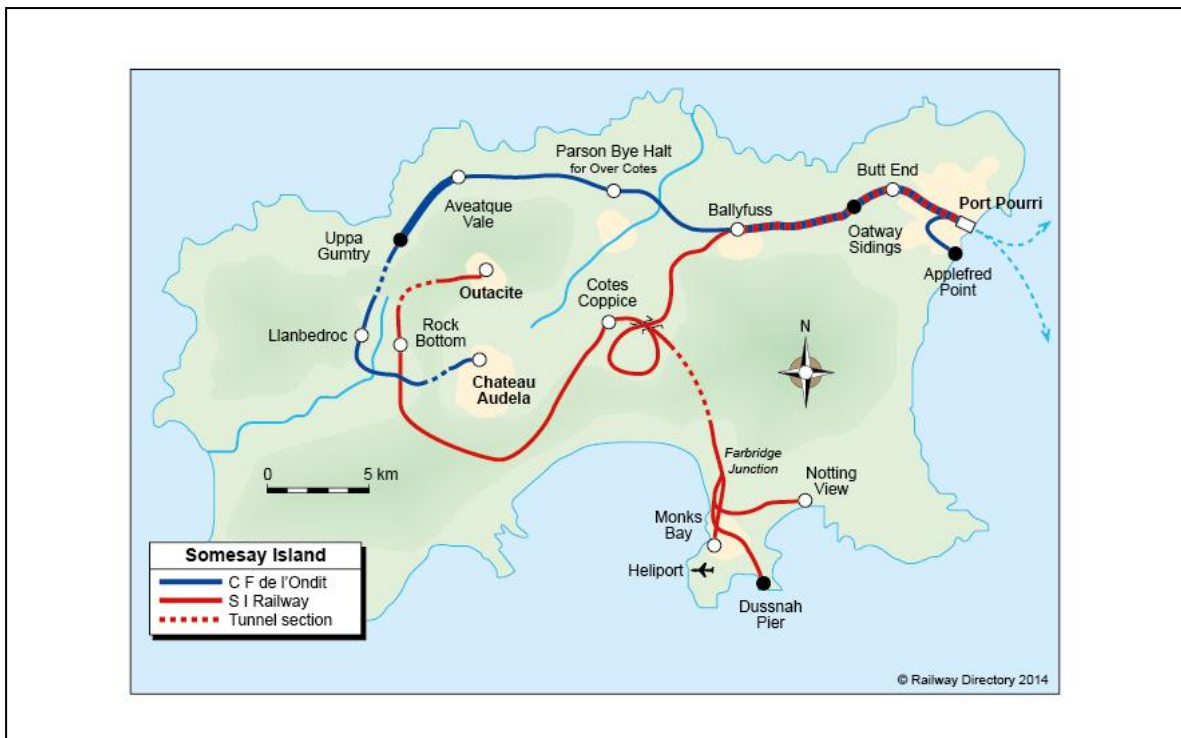 Parson Bye Halt
for Over Cotes
Butt End
Port Pourri
Aveatque
Vale
Ballyfuss
Oatway
Sidings
Uppa
Gumtry
Applefred
Point
Outacite
Cotes
Coppice
N
Llanbedroc
Rock
Bottom
Chateau
Audela
0 5 km
Farbridge
Junction
Notting
View
Monks
Bay
Heliport
Dussnah
Pier
Somesay Island
C F de l'Ondit
S I Railway
Tunnel section
© Railway Directory 2014